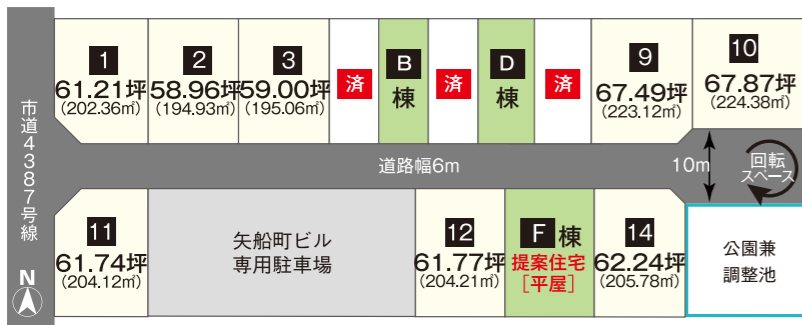 市道4387号線
N
1
61.21坪
(202.36㎡)
2
58.96坪
(194.93㎡)
3
59.00坪
(195.06㎡)
済
B
棟
済
D
棟
済
9
67.49坪
(223.12㎡)
10
67.87坪
(224.38㎡)
道路幅6m
10m
回転
スペース
11
61.74坪
(204.12㎡)
矢船町ビル
専用駐車場
12
61.77坪
(204.21㎡)
F棟
提案住宅
[平屋]
14
62.24坪
(205.78㎡)
公園兼
調整池